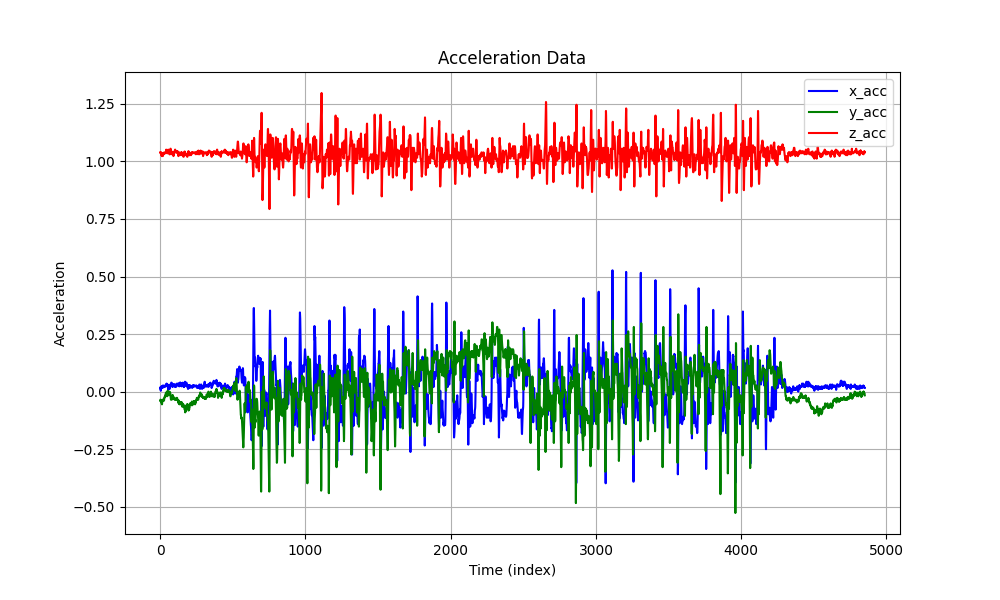 Acceleration Data
x_acc
y_acc
z_acc
1.25
1.00
0.75
0.50
0.25
0.00
−0.25
−0.50
Acceleration
0 1000 2000 3000 4000 5000
Time (index)